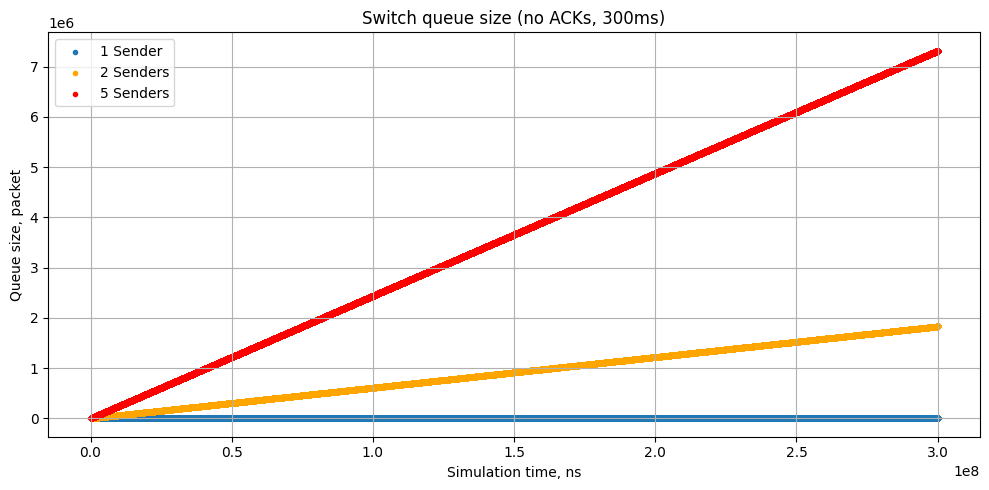 Switch queue size (no ACKs, 300ms)
1e6
1 Sender
2 Senders
5 Senders
7
6
5
4
3
2
1
0
Queue size, packet
0.0 0.5 1.0 1.5 2.0 2.5 3.0
1e8
Simulation time, ns